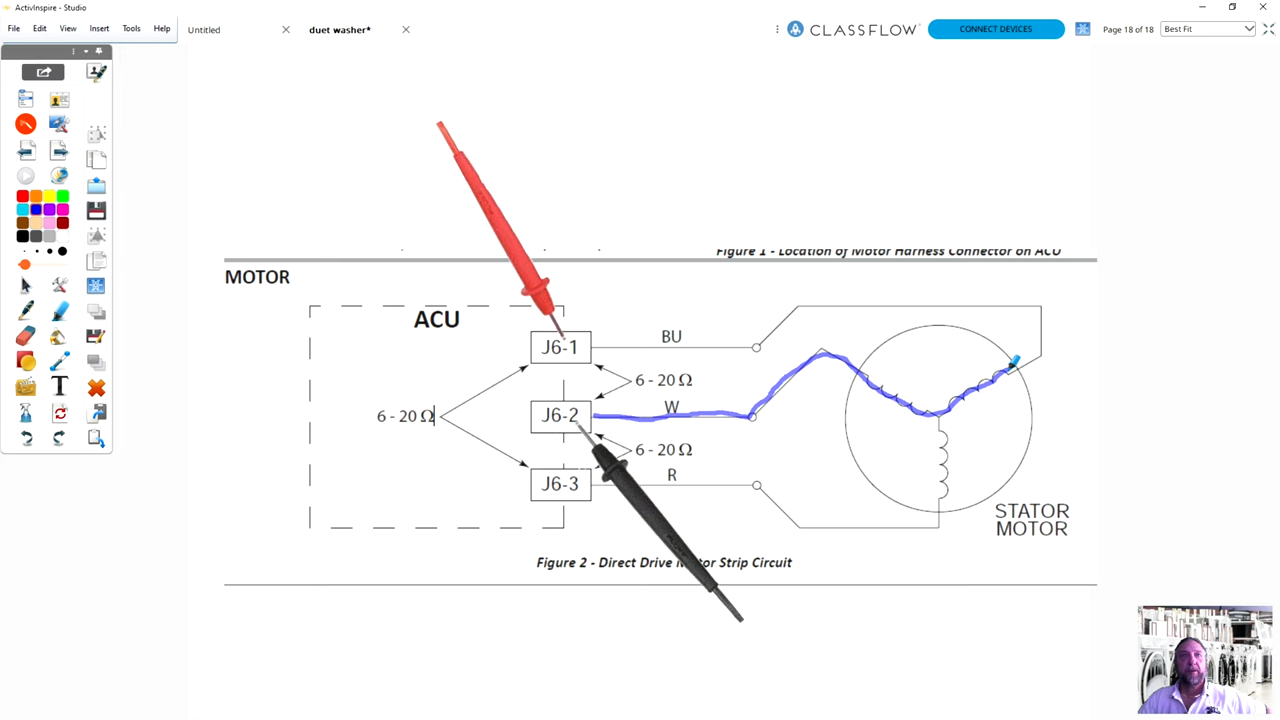 ActivInspire - Studio
File Edit View Insert Tools Help
Untitled
duet washer*
CLASSFLOW
CONNECT DEVICES
Page 18 of 18
Best Fit
Figure 1 - Location of Motor Harness Connector on ACU
MOTOR
ACU
J6-1
BU
6 - 20 Ω
6 - 20 Ω
J6-2
W
6 - 20 Ω
J6-3
R
STATOR
MOTOR
Figure 2 - Direct Drive Strip Circuit